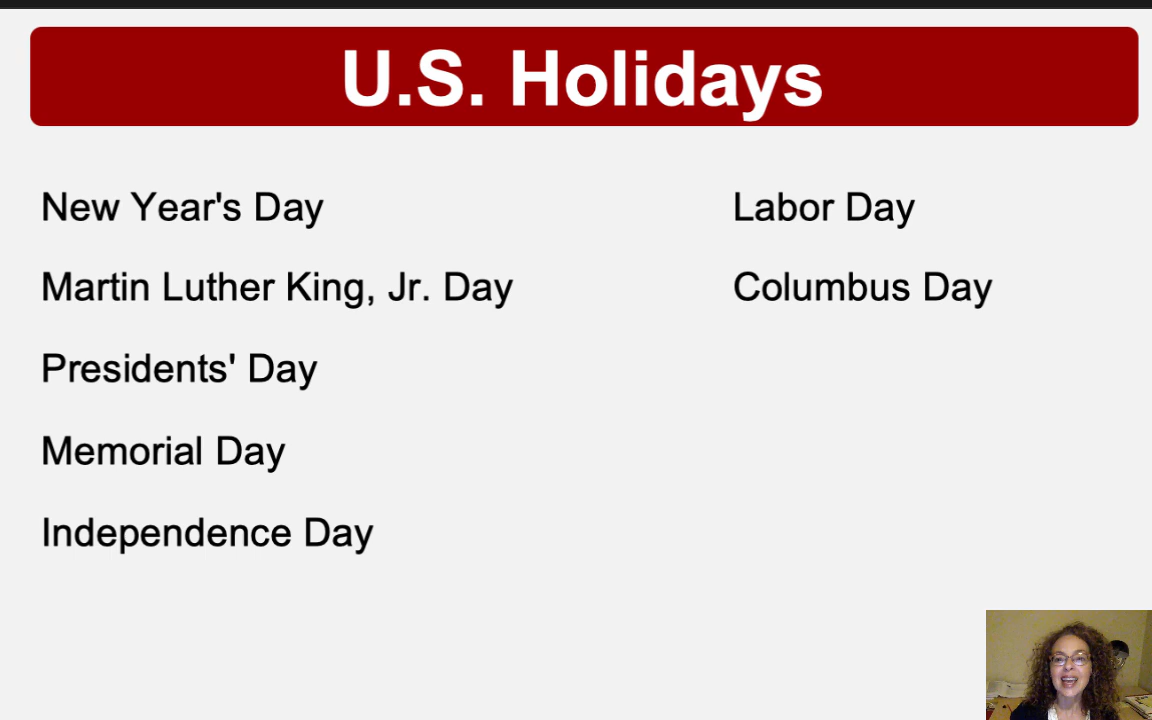 U.S. Holidays
New Year's Day
Martin Luther King, Jr. Day
Presidents' Day
Memorial Day
Independence Day
Labor Day
Columbus Day